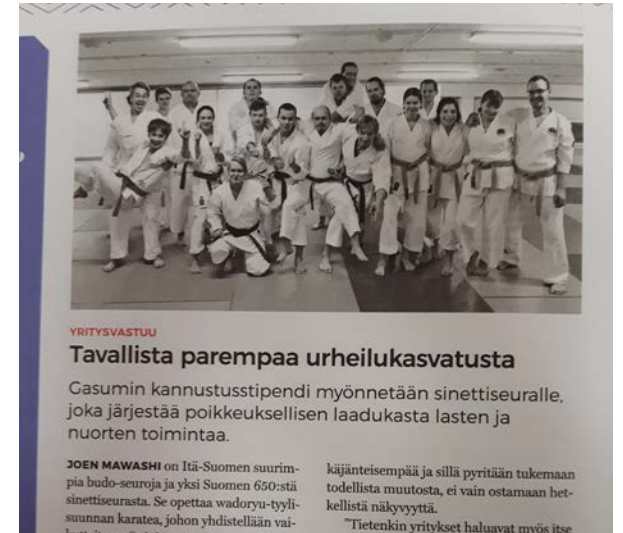 YRITYSVASTUU
Tavallista parempaa urheilukasvatusta
Gasumin kannustusstipendi myönnetään sinettiseuralle,
joka järjestää poikkeuksellisen laadukasta lasten ja
nuorten toimintaa.
JOEN MAWASHI on Itä-Suomen suurim-
pia budo-seuroja ja yksi Suomen 650:stä
sinettiseurasta. Se opettaa wadoryu-tyyli-
suunnan karatea, johon yhdistellään vai-
käjänteisempää ja sillä pyritään tukemaan
todellista muutosta, ei vain ostamaan het-
kellistä näkyvyyttä.
"Tietenkin yritykset haluavat myös itse